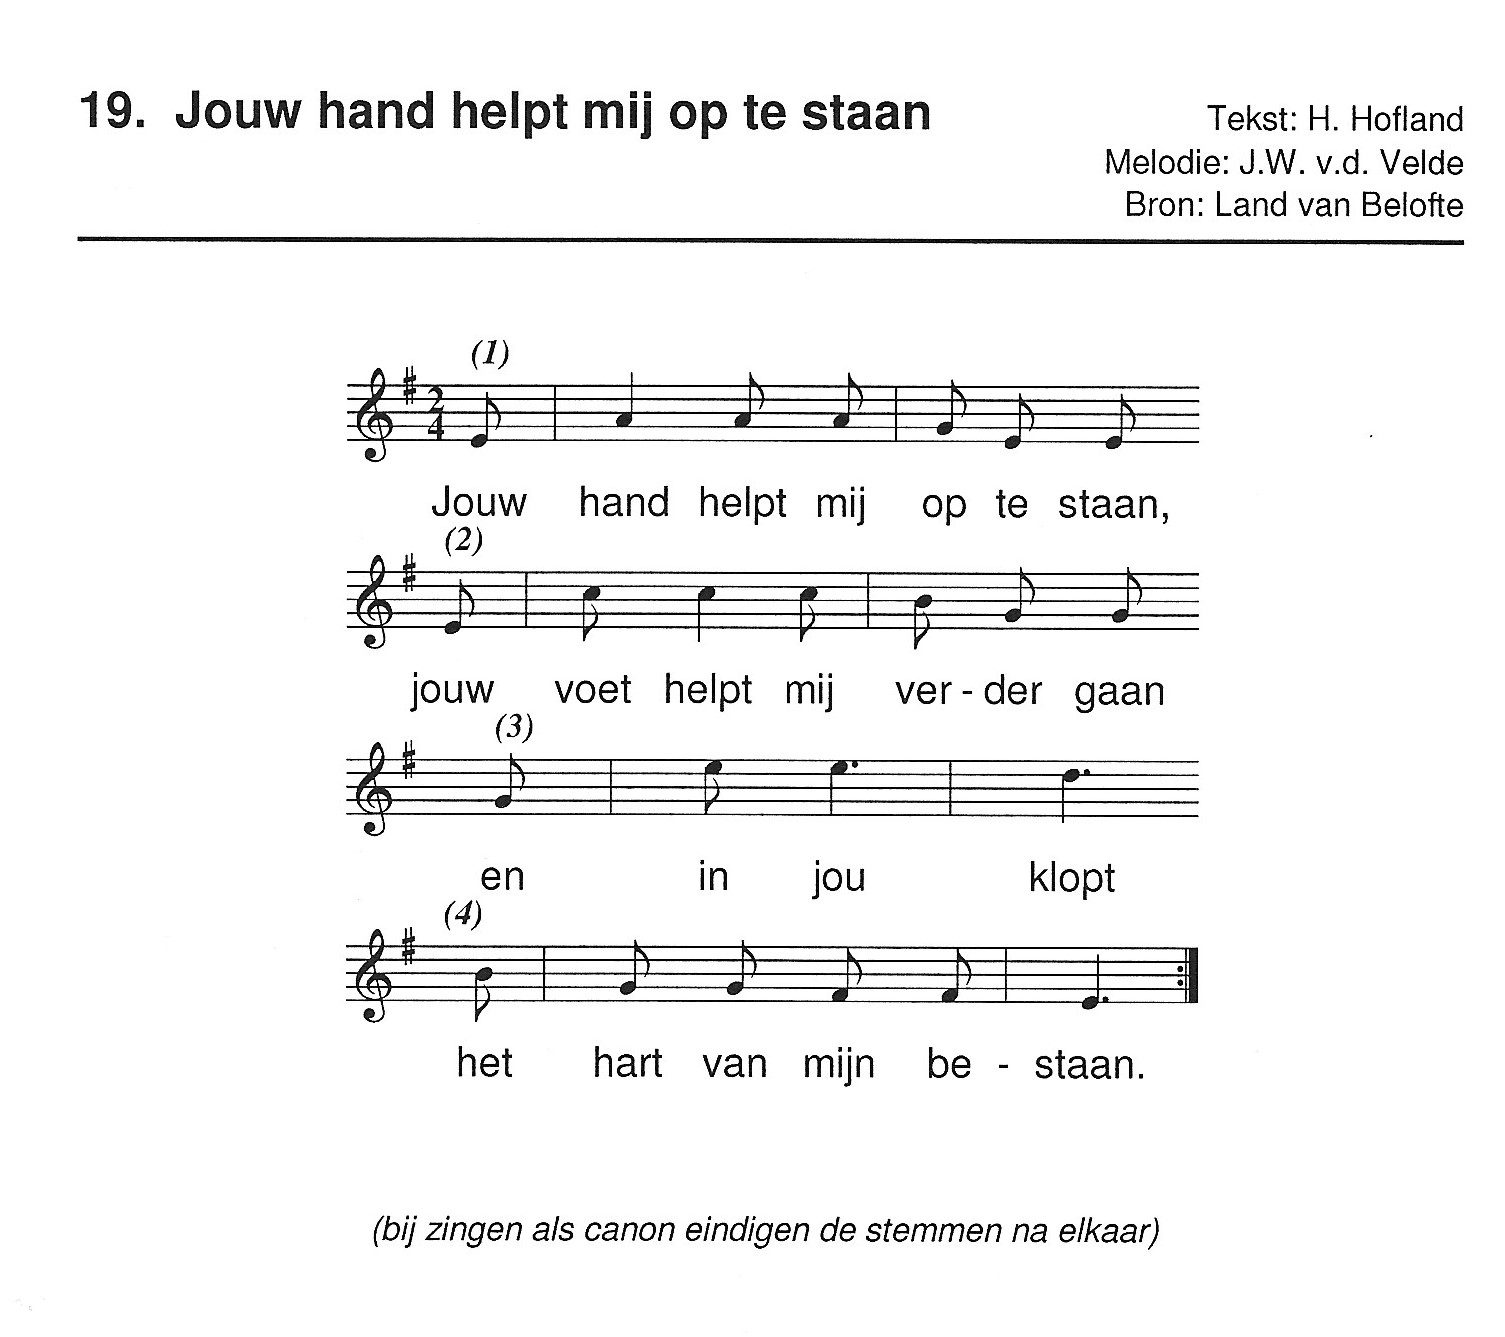 19. Jouw hand helpt mij op te staan
Tekst: H. Hofland
Melodie: J.W. v.d. Velde
Bron: Land van Belofte
(1)
2
4
Jouw hand helpt mij op te staan,
(2)
jouw voet helpt mij ver - der gaan
(3)
en in jou klopt
(4)
het hart van mijn be - staan.
(bij zingen als canon eindigen de stemmen na elkaar)